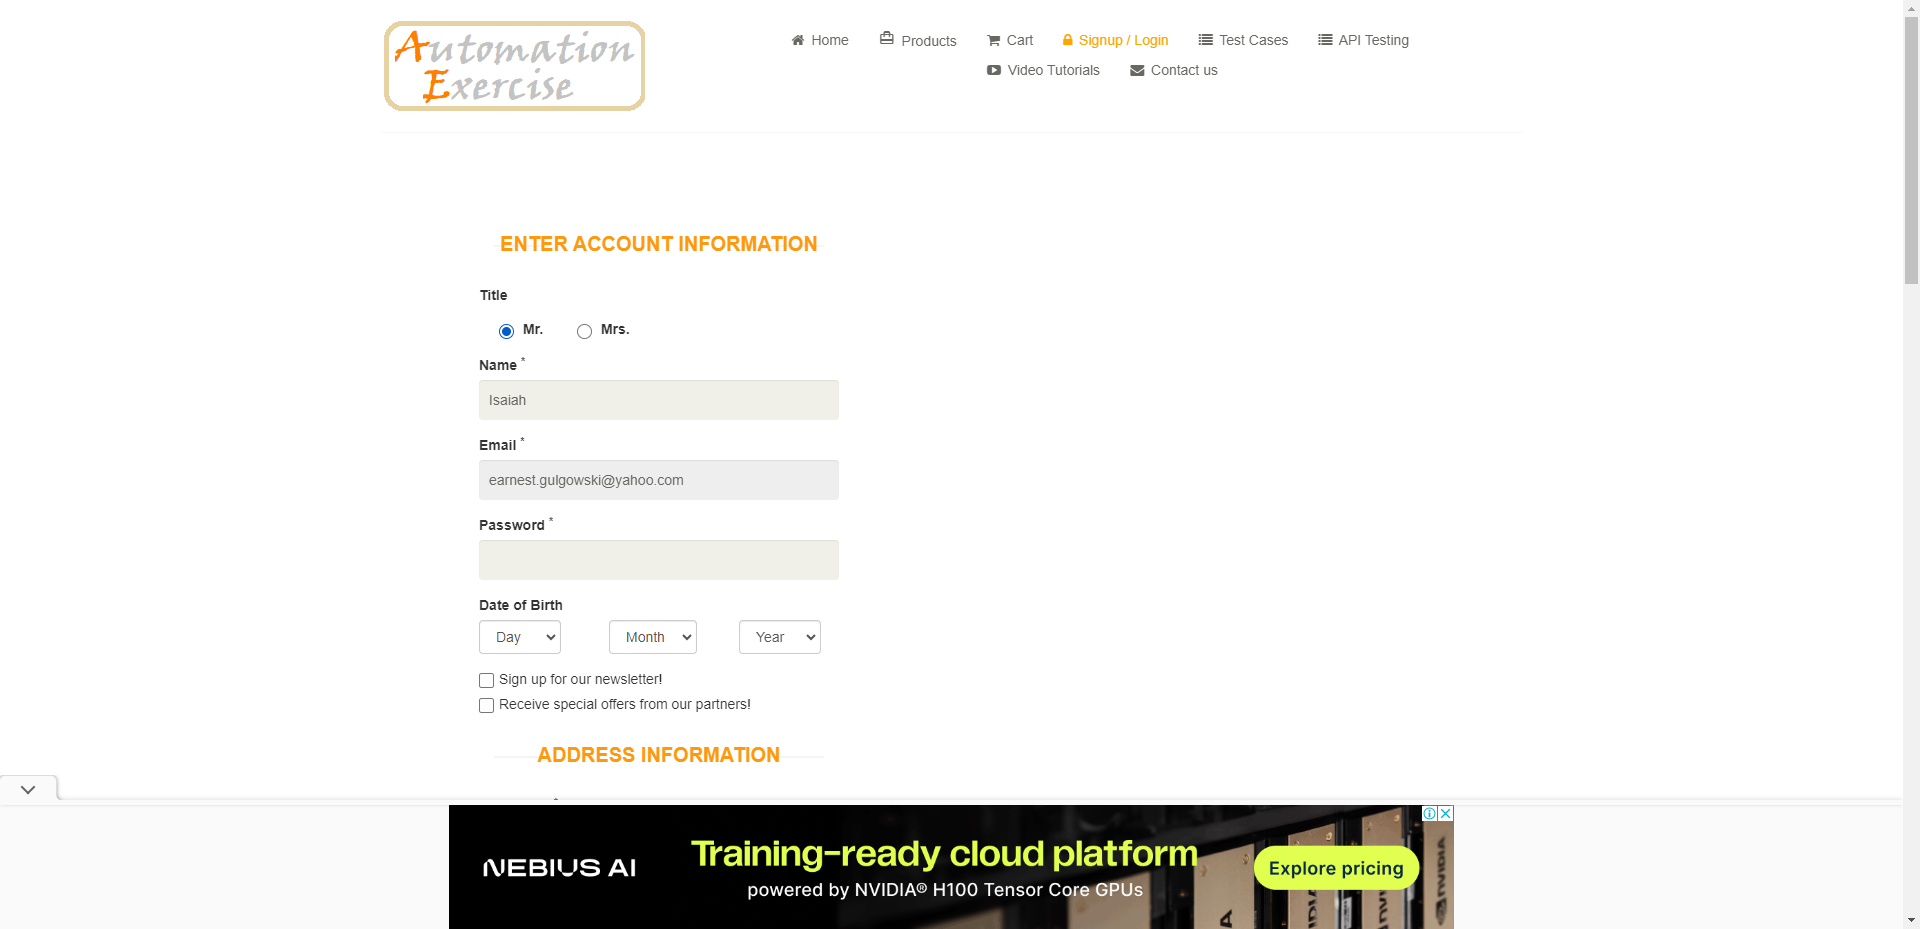 Automation
Exercise
Home
Products
Cart
Signup / Login
Test Cases
API Testing
Video Tutorials
Contact us
ENTER ACCOUNT INFORMATION
Title
Mr.
Mrs.
Name *
Isaiah
Email *
earnest.gulgowski@yahoo.com
Password *
Date of Birth
Day
Month
Year
Sign up for our newsletter!
Receive special offers from our partners!
ADDRESS INFORMATION
NEBIUS AI
Training-ready cloud platform
powered by NVIDIA® H100 Tensor Core GPUs
Explore pricing
NVIDIA